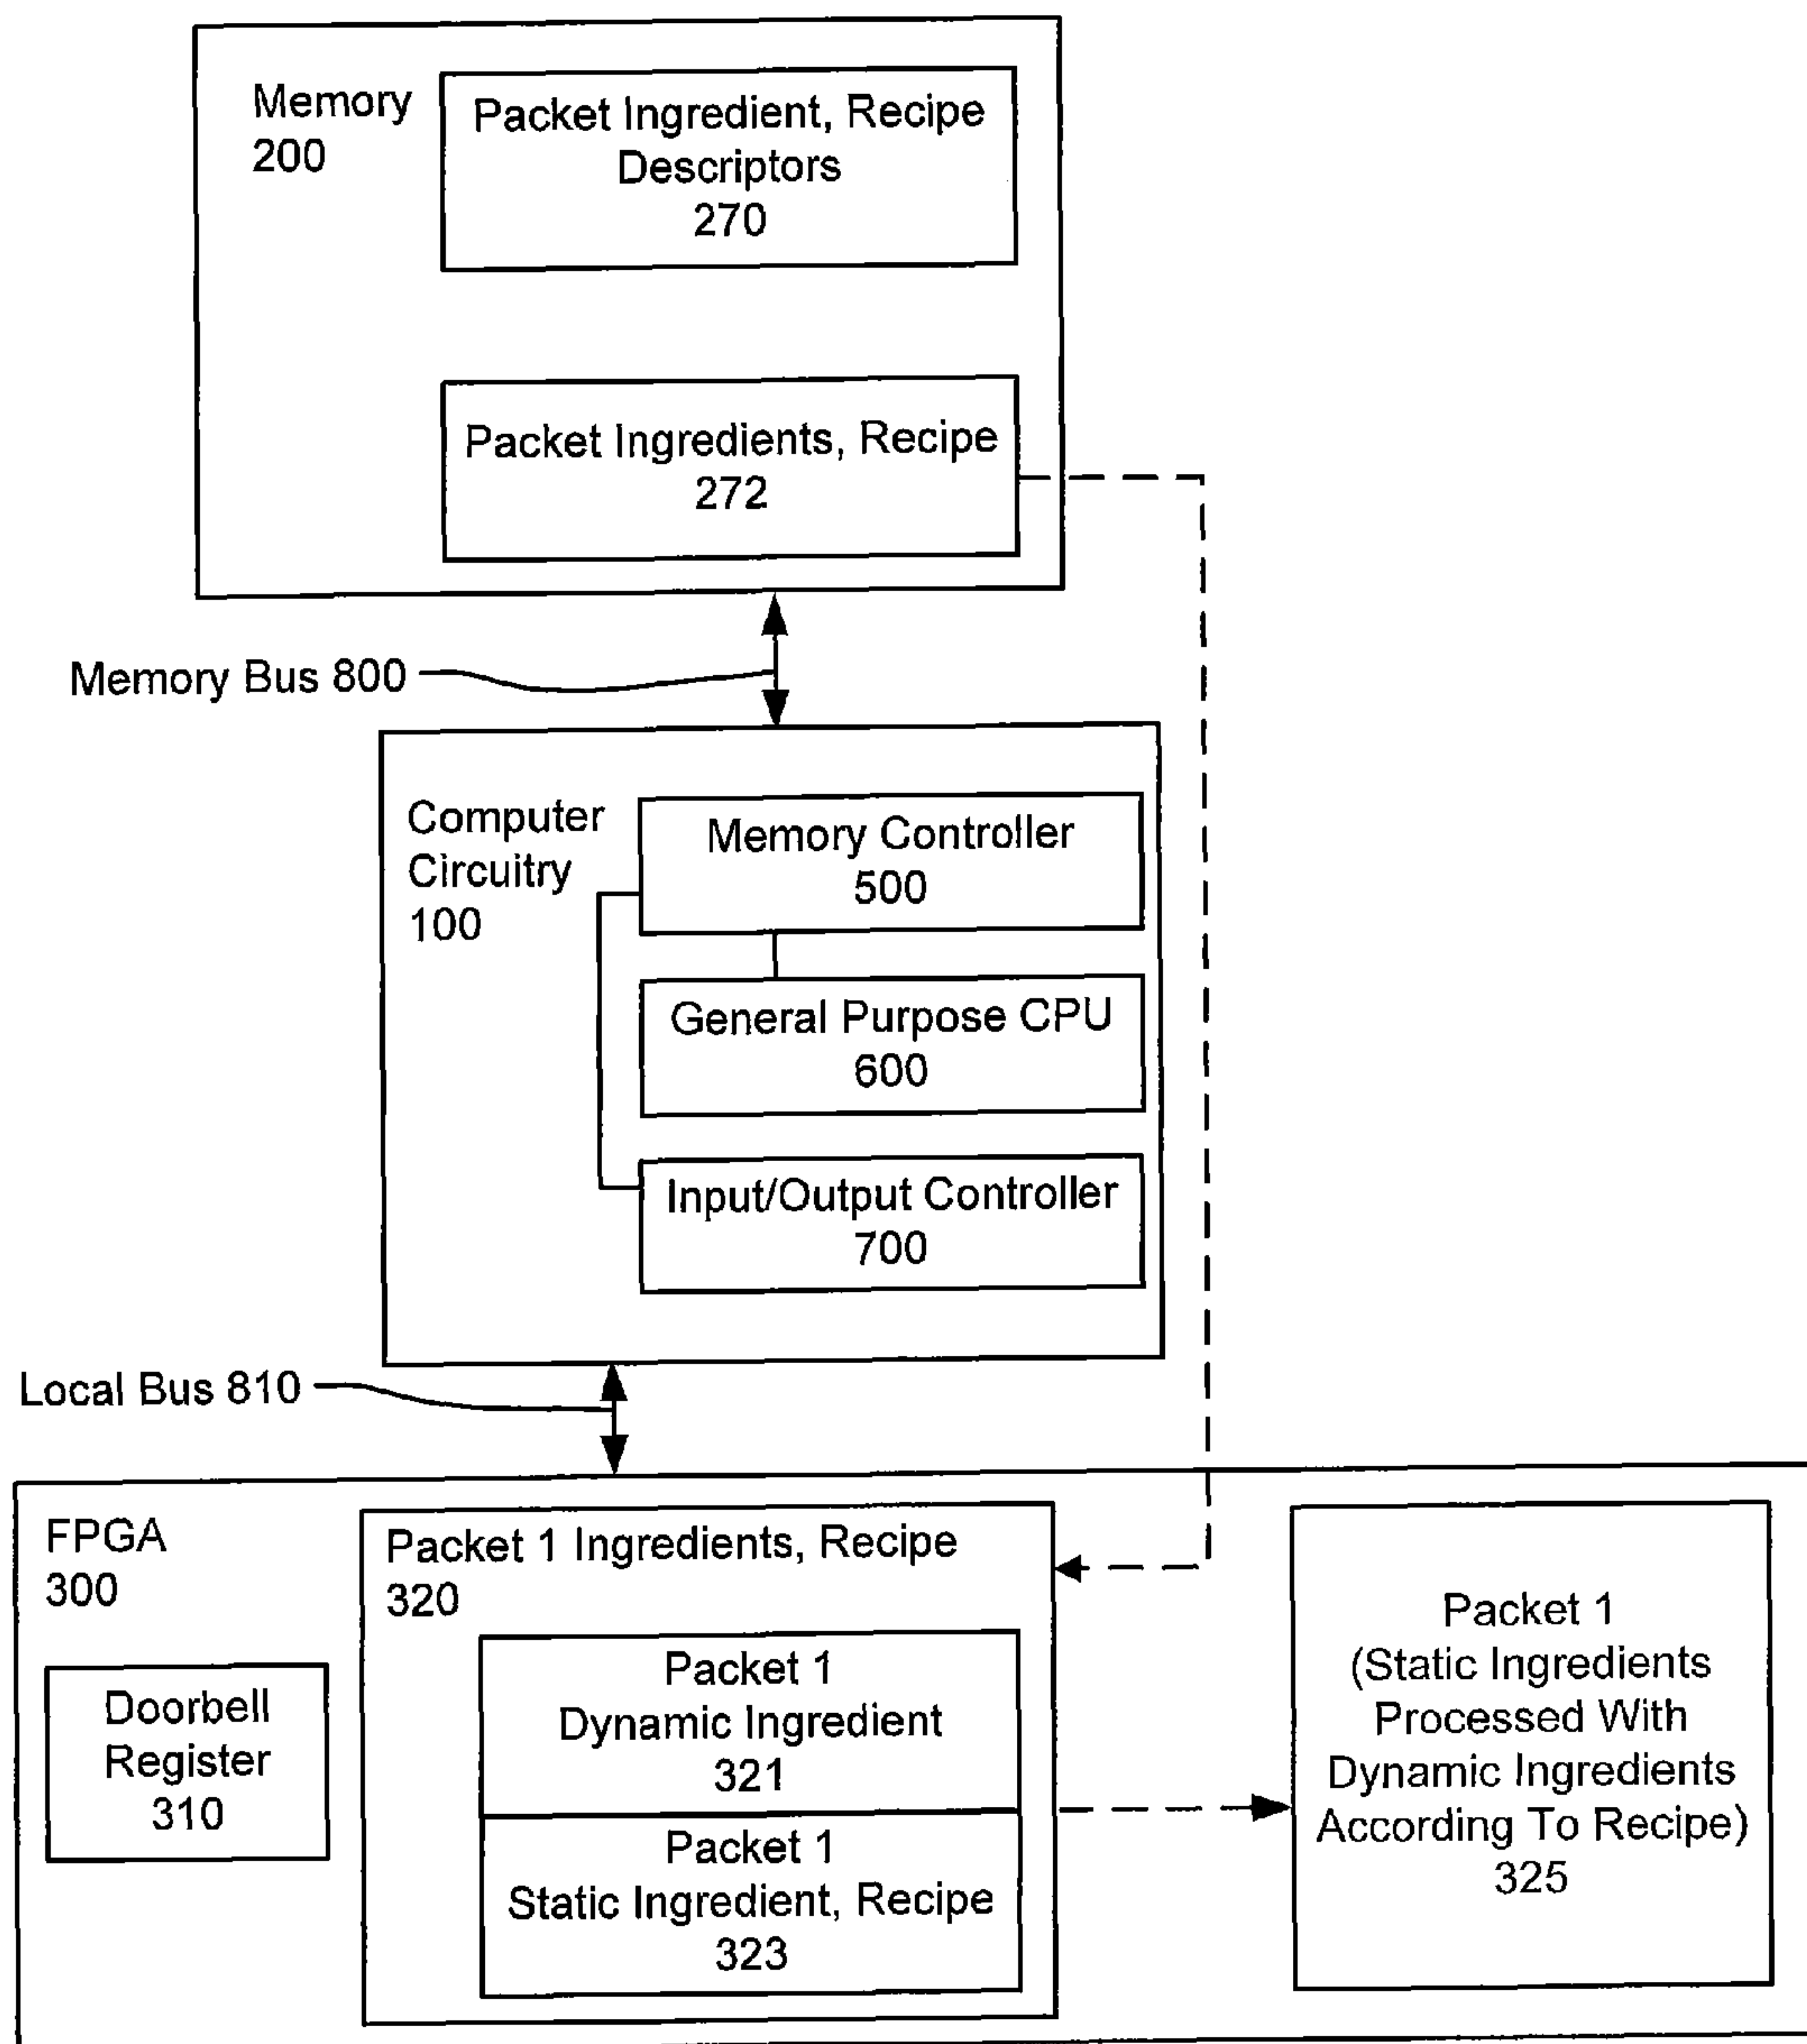 Memory
200
Packet Ingredient, Recipe
Descriptors
270
Packet Ingredients, Recipe
272
Memory Bus 800
Computer
Circuitry
100
Memory Controller
500
General Purpose CPU
600
Input/Output Controller
700
Local Bus 810
FPGA
300
Doorbell
Register
310
Packet 1 Ingredients, Recipe
320
Packet 1
Dynamic Ingredient
321
Packet 1
Static Ingredient, Recipe
323
Packet 1
(Static Ingredients
Processed With
Dynamic Ingredients
According To Recipe)
325